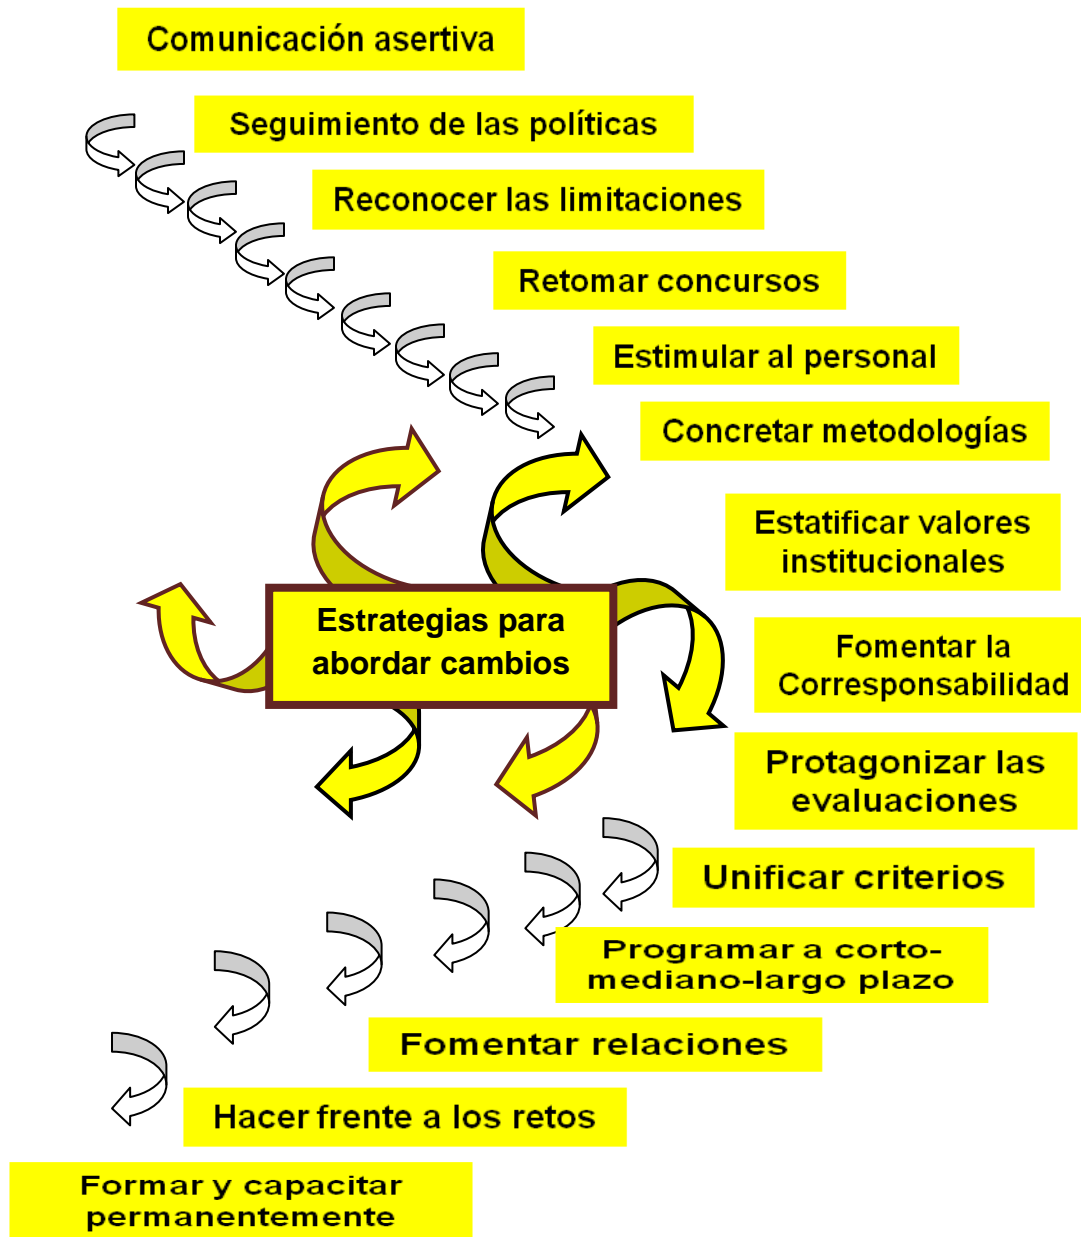 Comunicación asertiva
Seguimiento de las políticas
Reconocer las limitaciones
Retomar concursos
Estimular al personal
Concretar metodologías
Estatificar valores
institucionales
Estrategias para
abordar cambios
Fomentar la
Corresponsabilidad
Protagonizar las
evaluaciones
Unificar criterios
Programar a corto-
mediano-largo plazo
Fomentar relaciones
Hacer frente a los retos
Formar y capacitar
permanentemente